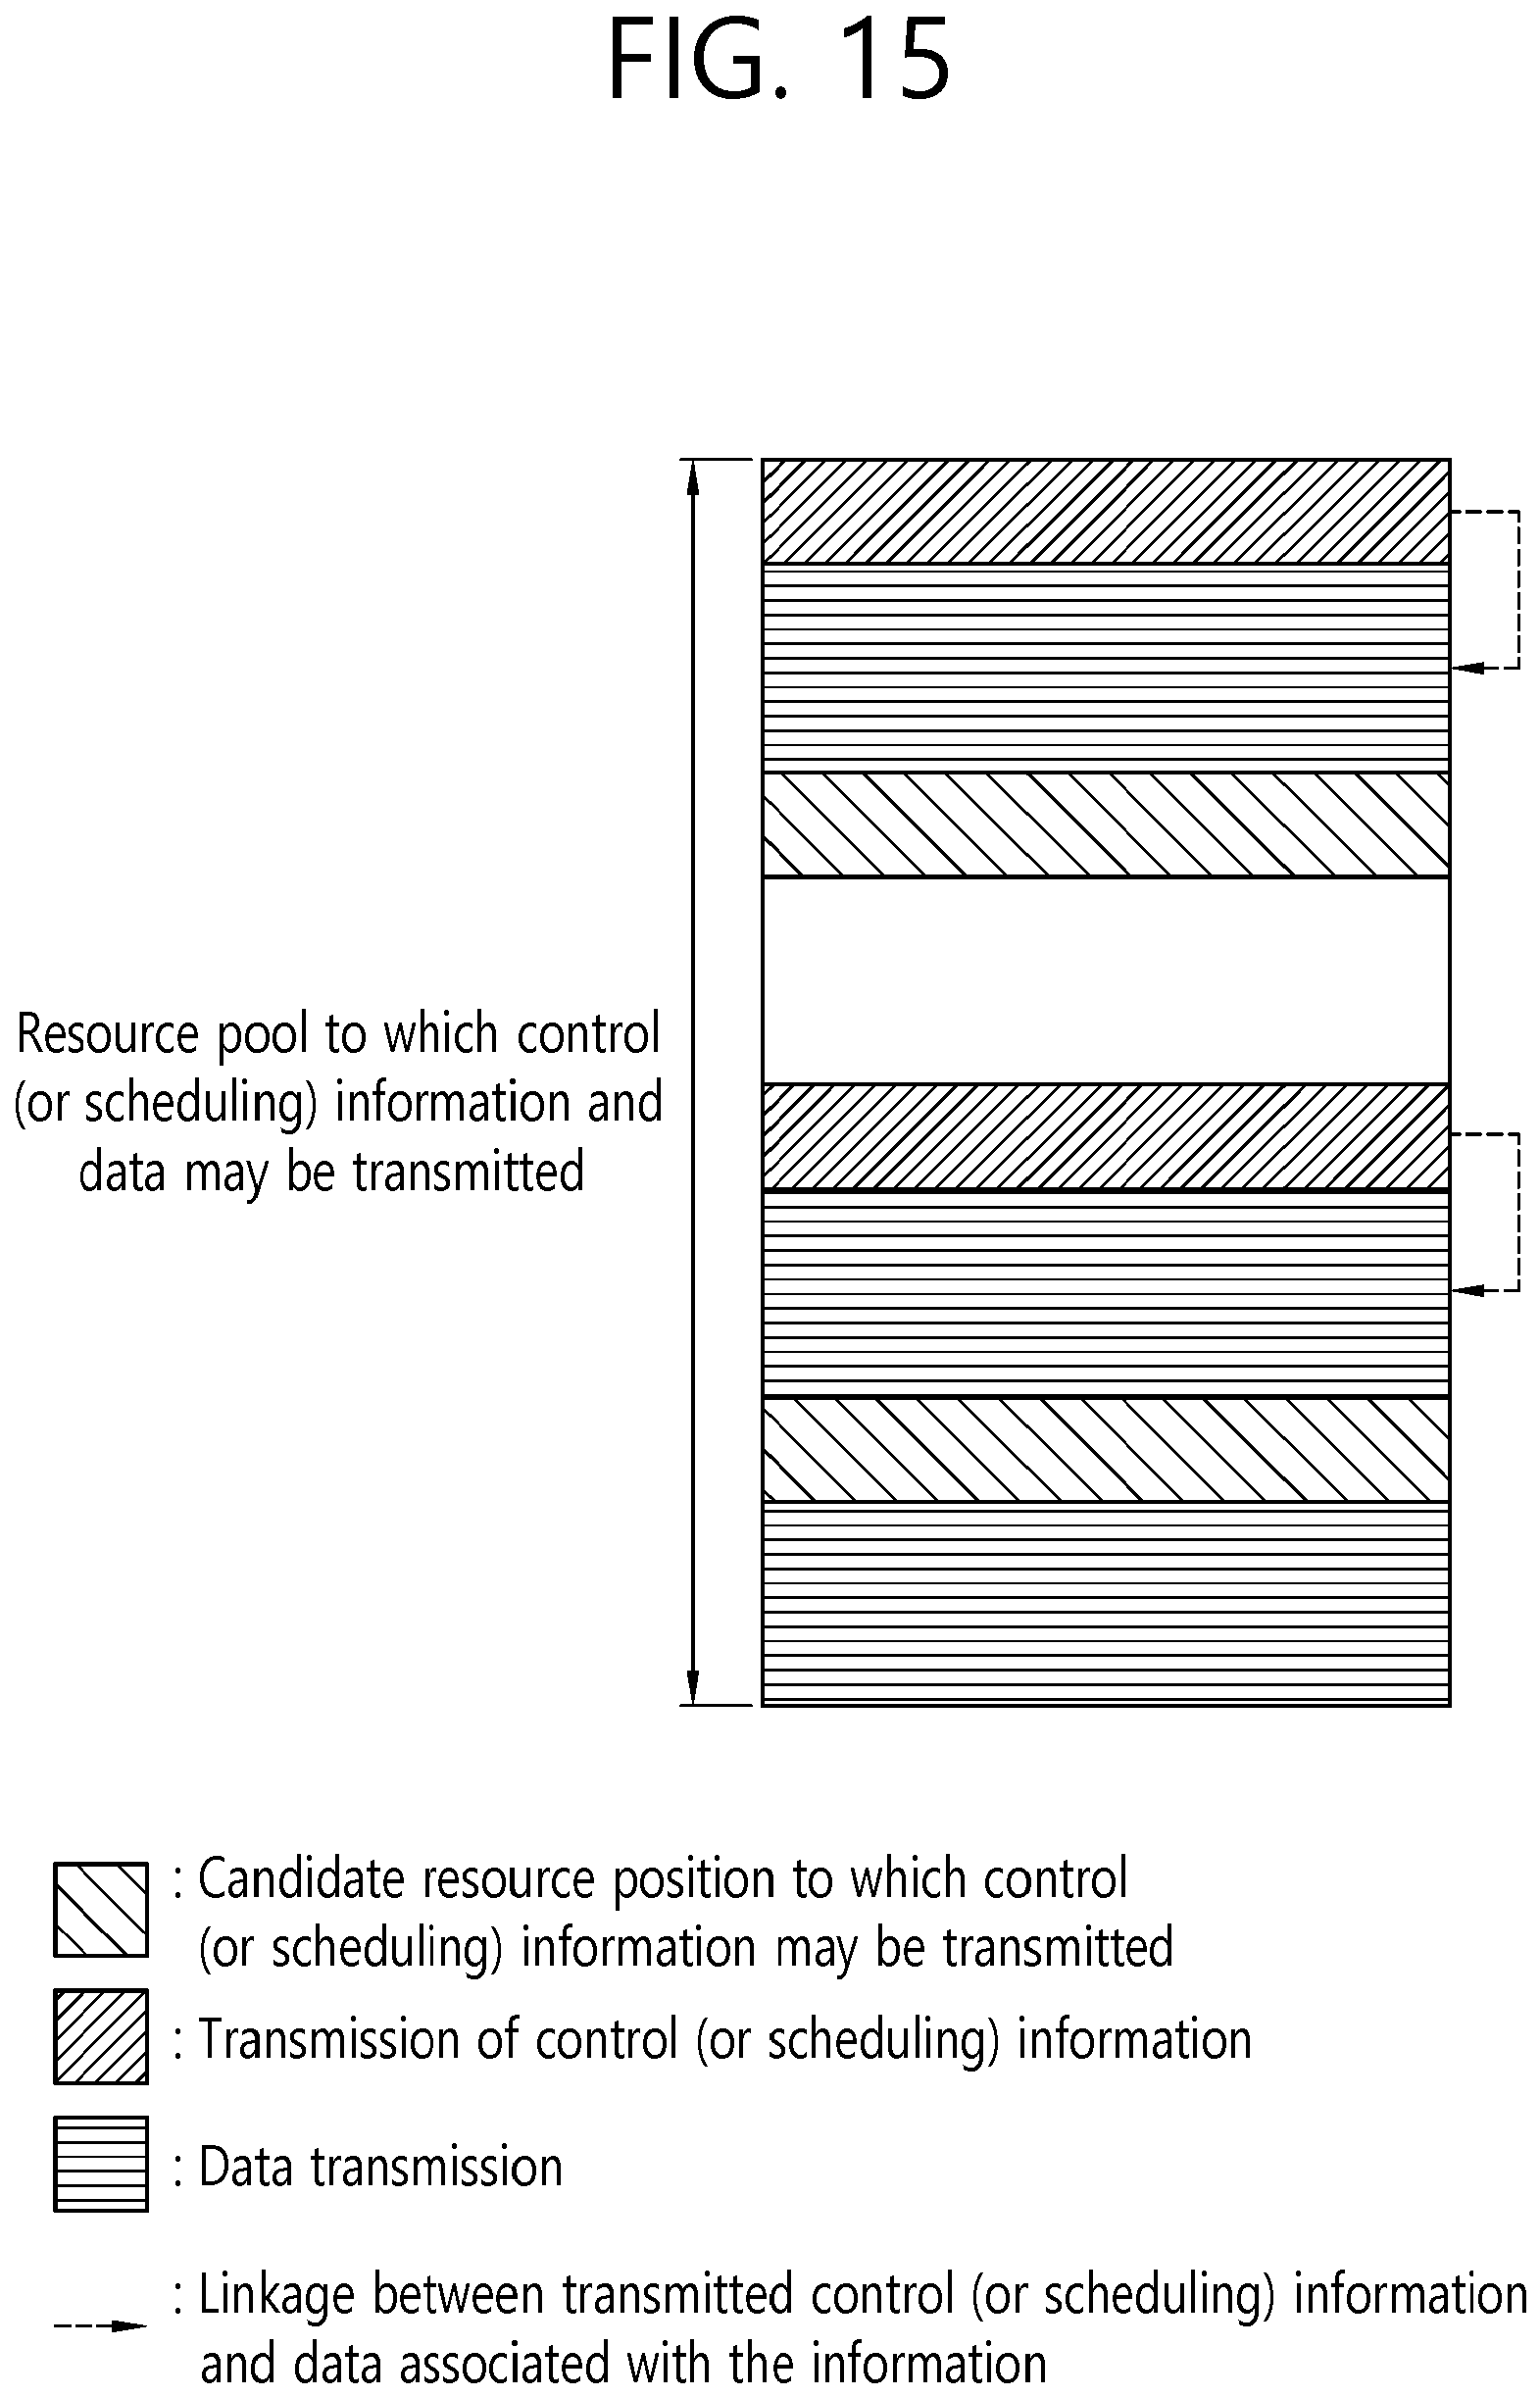 FIG. 15
Resource pool to which control
(or scheduling) information and
data may be transmitted
: Candidate resource position to which control
(or scheduling) information may be transmitted
: Transmission of control (or scheduling) information
: Data transmission
: Linkage between transmitted control (or scheduling) information
and data associated with the information